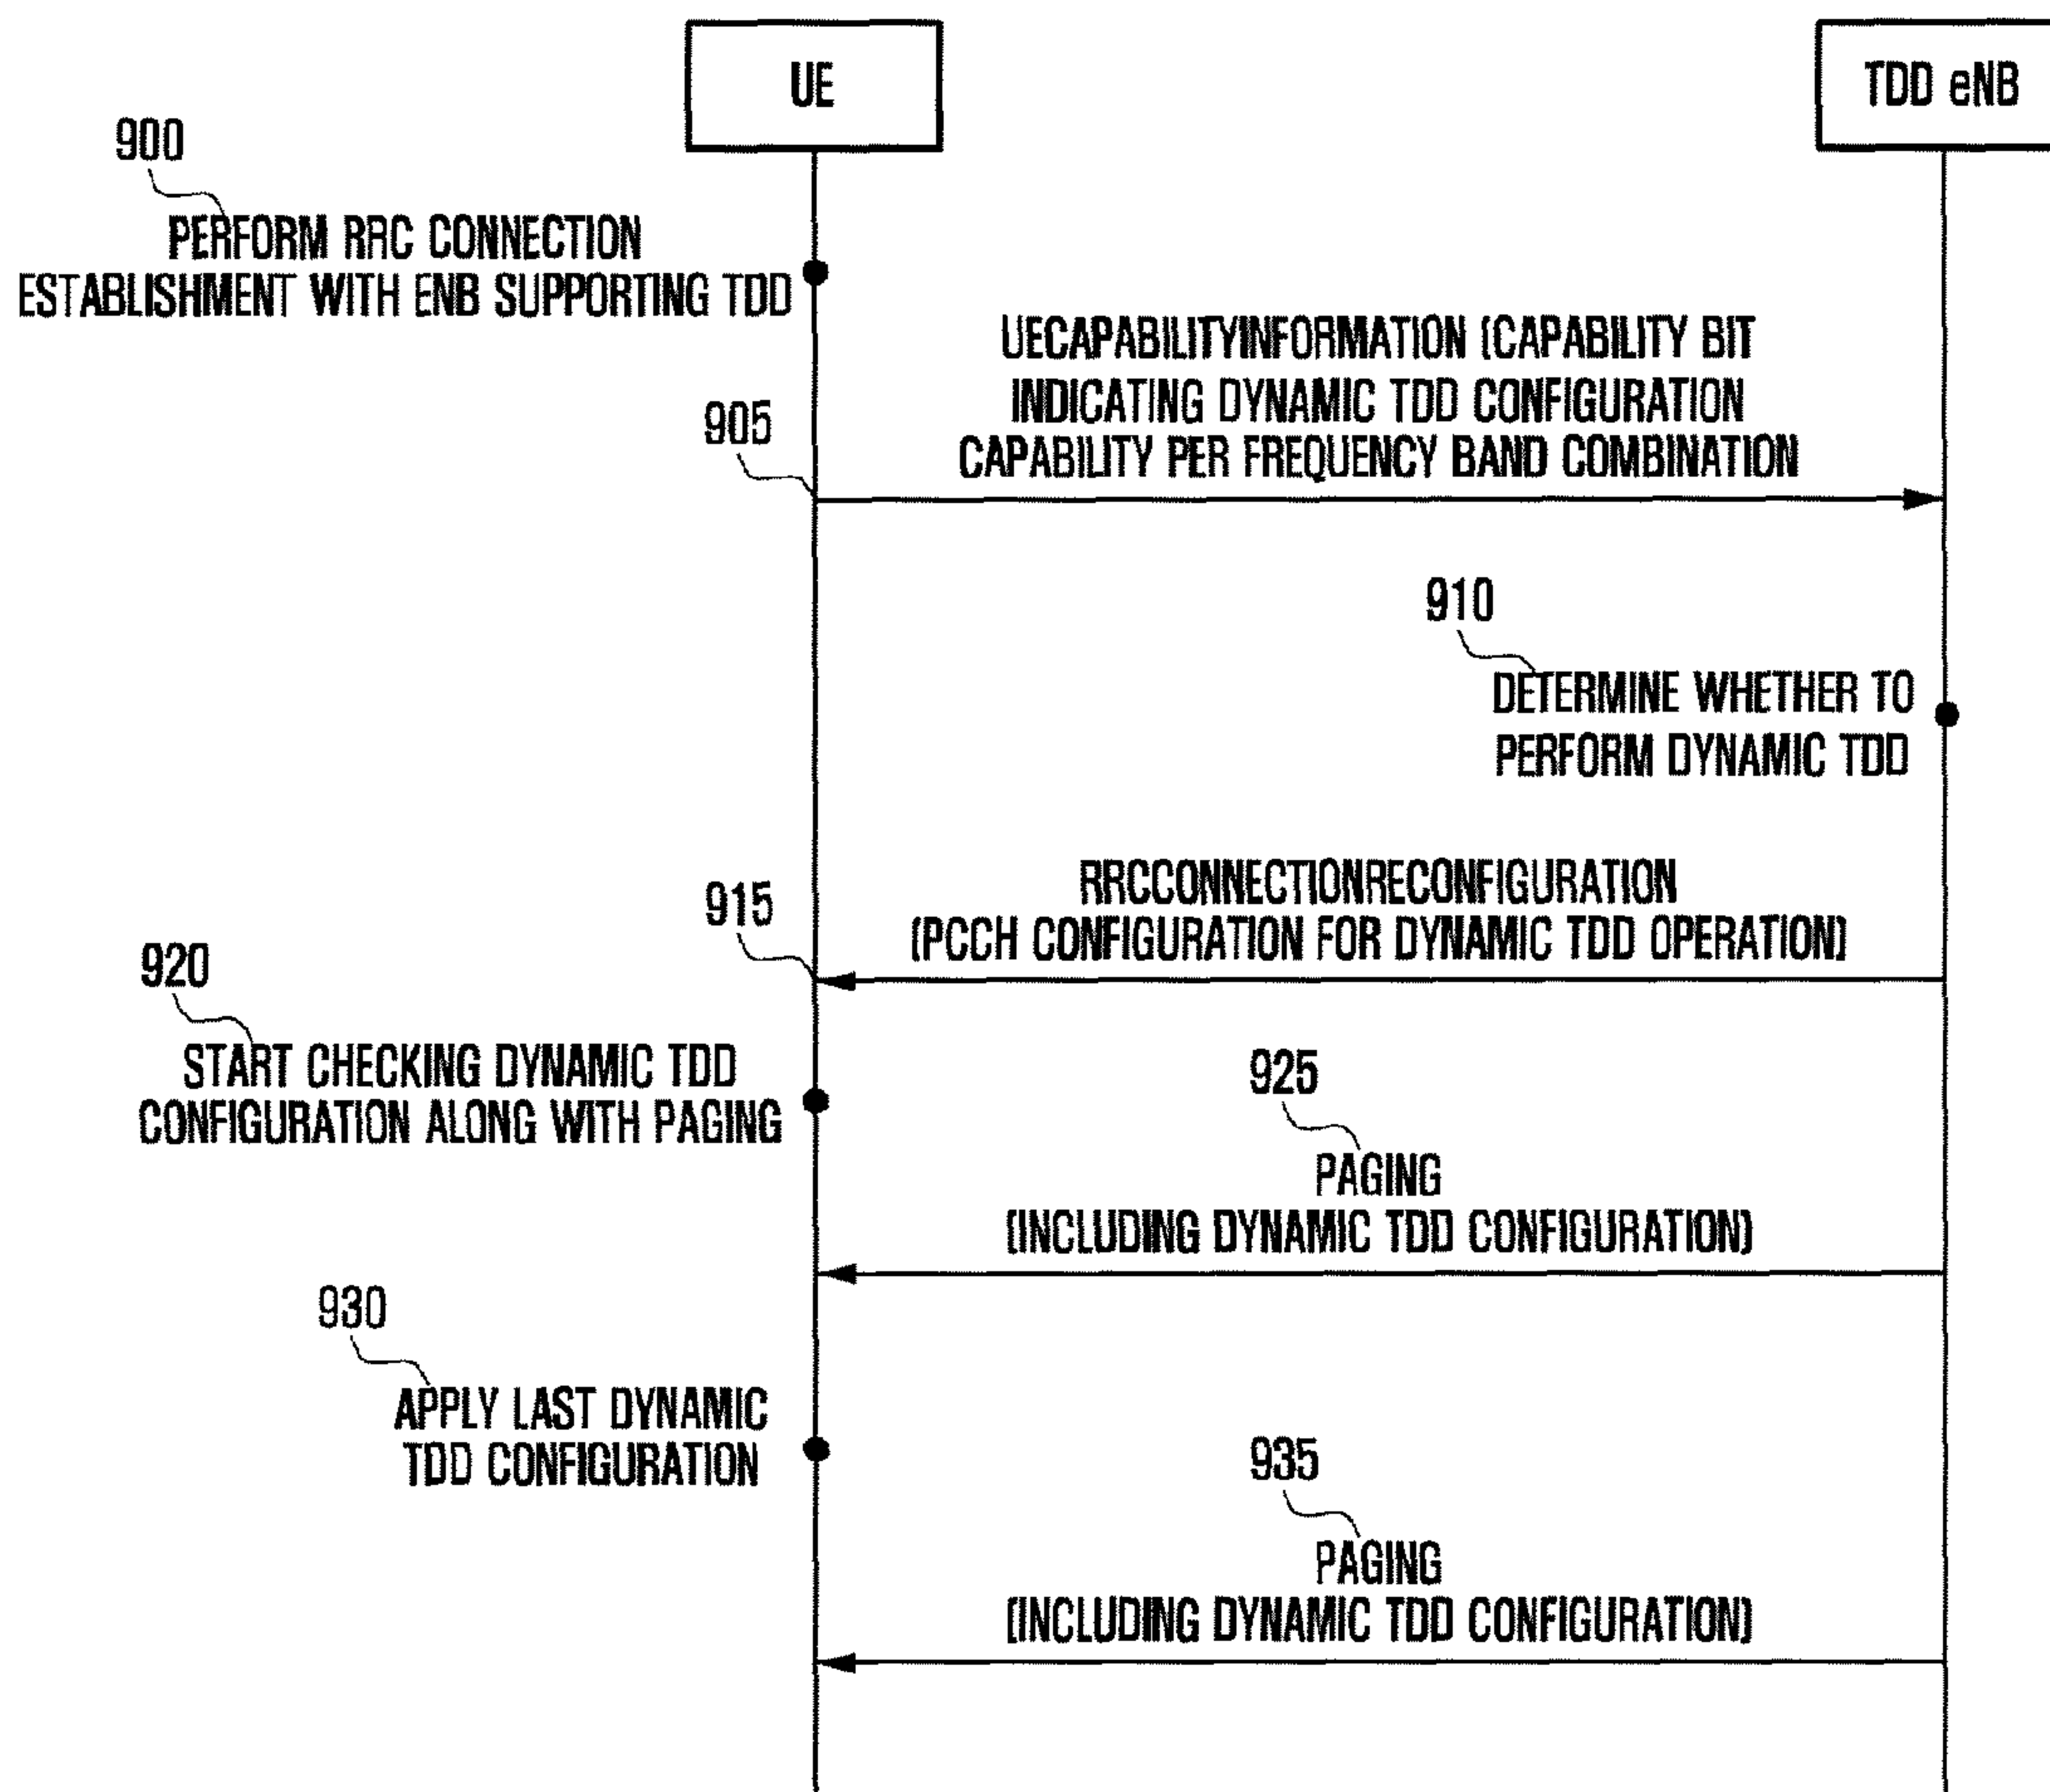 UE
TDD eNB
900
PERFORM RRC CONNECTION
ESTABLISHMENT WITH ENB SUPPORTING TDD
UECAPABILITYINFORMATION (CAPABILITY BIT
INDICATING DYNAMIC TDD CONFIGURATION
CAPABILITY PER FREQUENCY BAND COMBINATION
905
910
DETERMINE WHETHER TO
PERFORM DYNAMIC TDD
RRCCONNECTIONRECONFIGURATION
(PCCH CONFIGURATION FOR DYNAMIC TDD OPERATION)
915
920
START CHECKING DYNAMIC TDD
CONFIGURATION ALONG WITH PAGING
925
PAGING
(INCLUDING DYNAMIC TDD CONFIGURATION)
930
APPLY LAST DYNAMIC
TDD CONFIGURATION
935
PAGING
(INCLUDING DYNAMIC TDD CONFIGURATION)